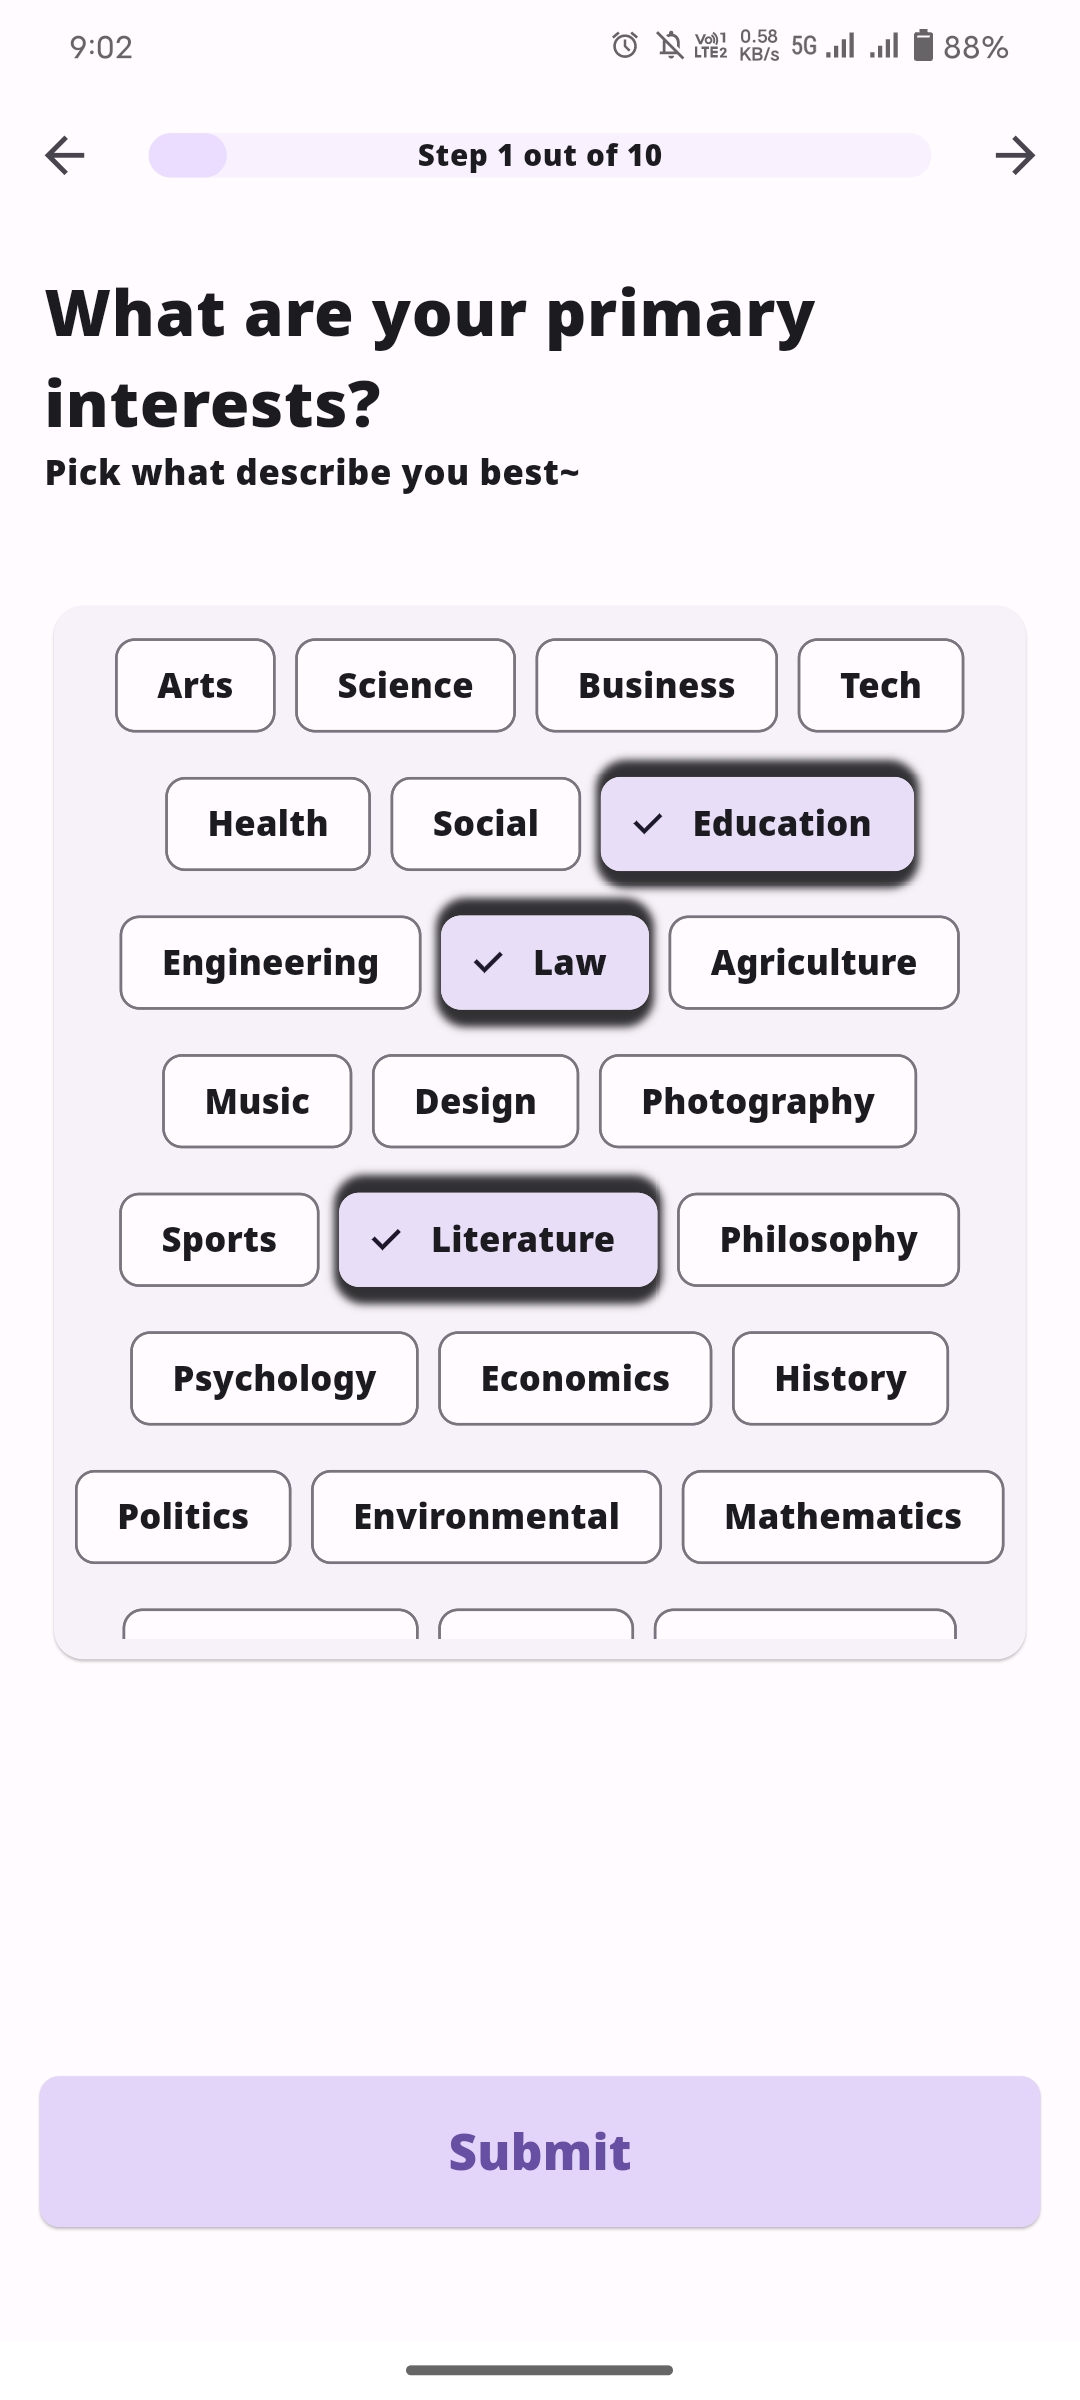 9:02 Vo))1 LTE2 0.58 KB/s 5G 88%
Step 1 out of 10
What are your primary
interests?
Pick what describe you best~
Arts Science Business Tech
Health Social Education
Engineering Law Agriculture
Music Design Photography
Sports Literature Philosophy
Psychology Economics History
Politics Environmental Mathematics
Submit